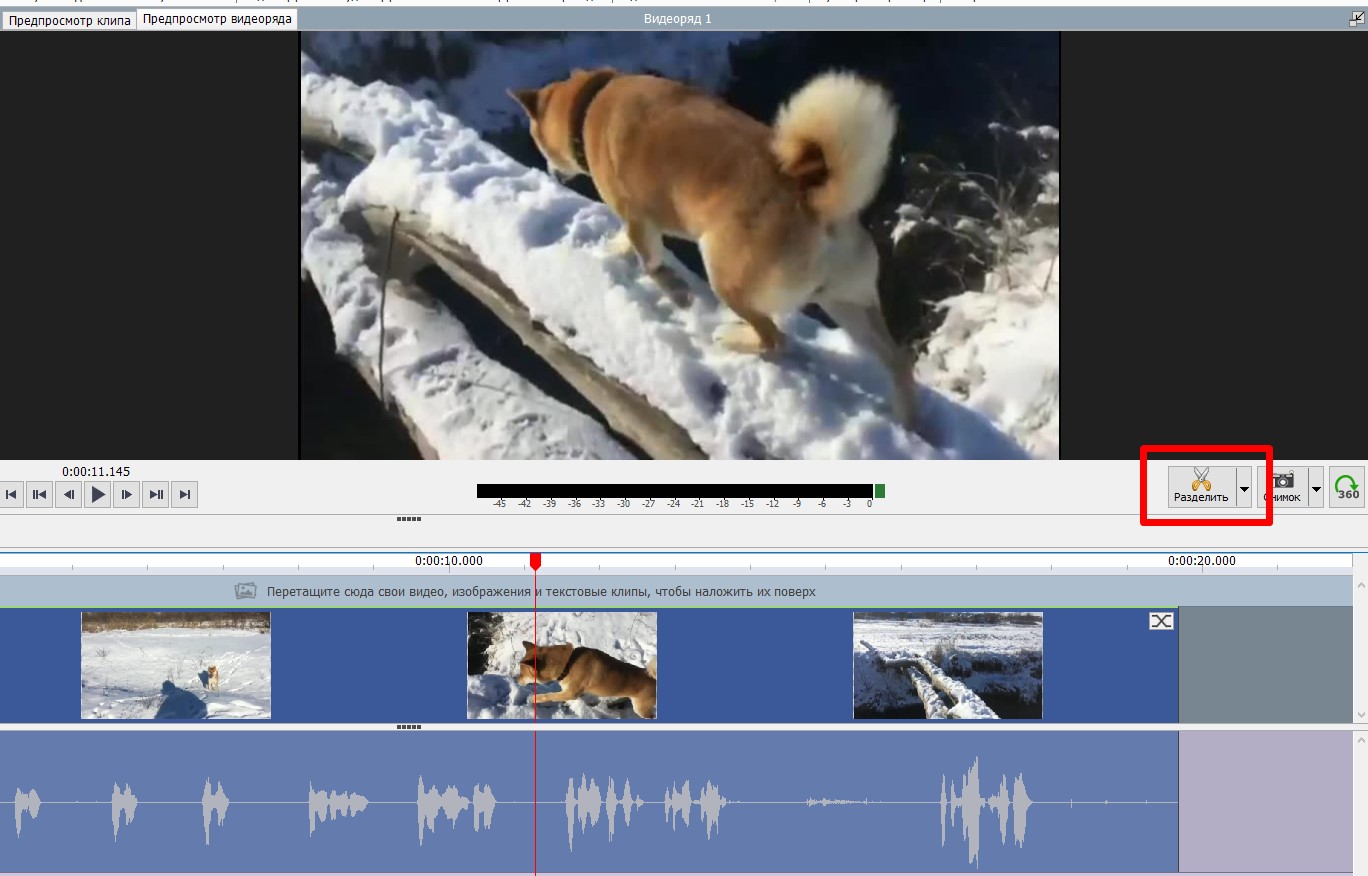 Предпросмотр клипа
Предпросмотр видеоряда
Видеоряд 1
0:00:11.145
-45 -42 -39 -36 -33 -30 -27 -24 -21 -18 -15 -12 -9 -6 -3 0
Разделить
Снимок
360
0:00:10.000
0:00:20.000
Перетащите сюда свои видео, изображения и текстовые клипы, чтобы наложить их поверх